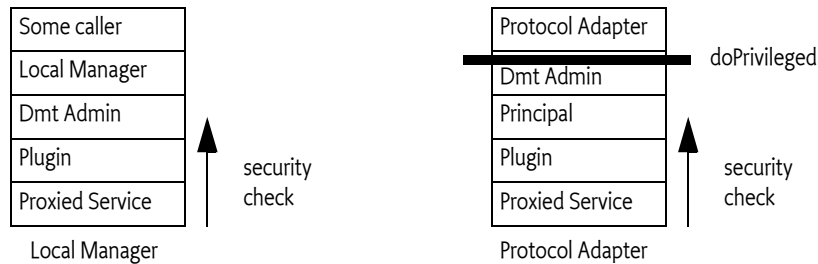 Some caller
Local Manager
Dmt Admin
Plugin
Proxied Service
security
check
Local Manager
Protocol Adapter
doPrivileged
Dmt Admin
Principal
Plugin
Proxied Service
security
check
Protocol Adapter